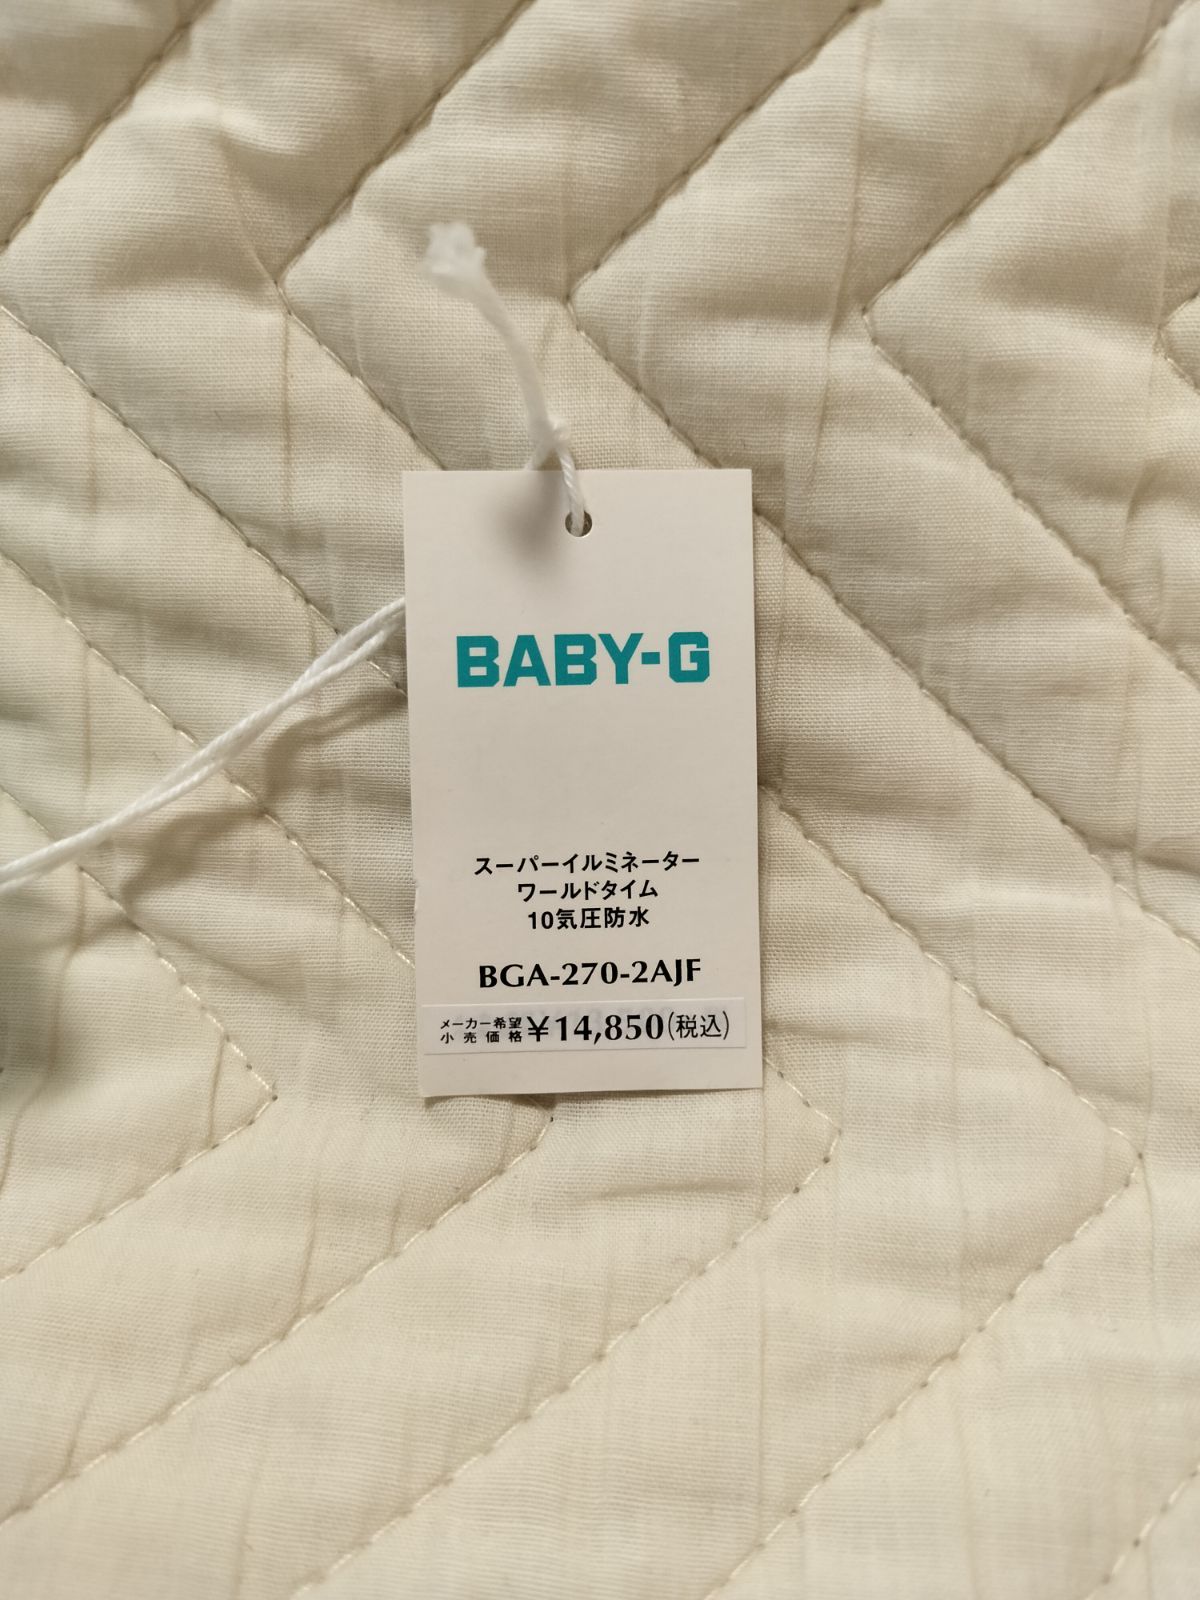 BABY-G
スーパーイルミネーター
ワールドタイム
10気圧防水
BGA-270-2AJF
メーカー希望
小売価格 ¥14,850(税込)